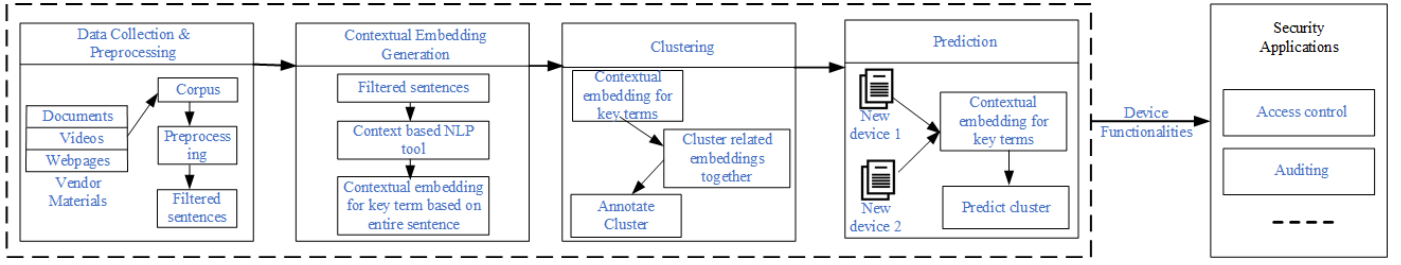 Data Collection &
Preprocessing
Corpus
Documents
Videos
Webpages
Vendor
Materials
Preprocess
ing
Filtered
sentences
Contextual Embedding
Generation
Filtered sentences
Context based NLP
tool
Contextual embedding
for key term based on
entire sentence
Clustering
Contextual
embedding for
key terms
Cluster related
embeddings
together
Annotate
Cluster
Prediction
New
device 1
New
device 2
Contextual
embedding for
key terms
Predict cluster
Device
Functionalities
Security
Applications
Access control
Auditing